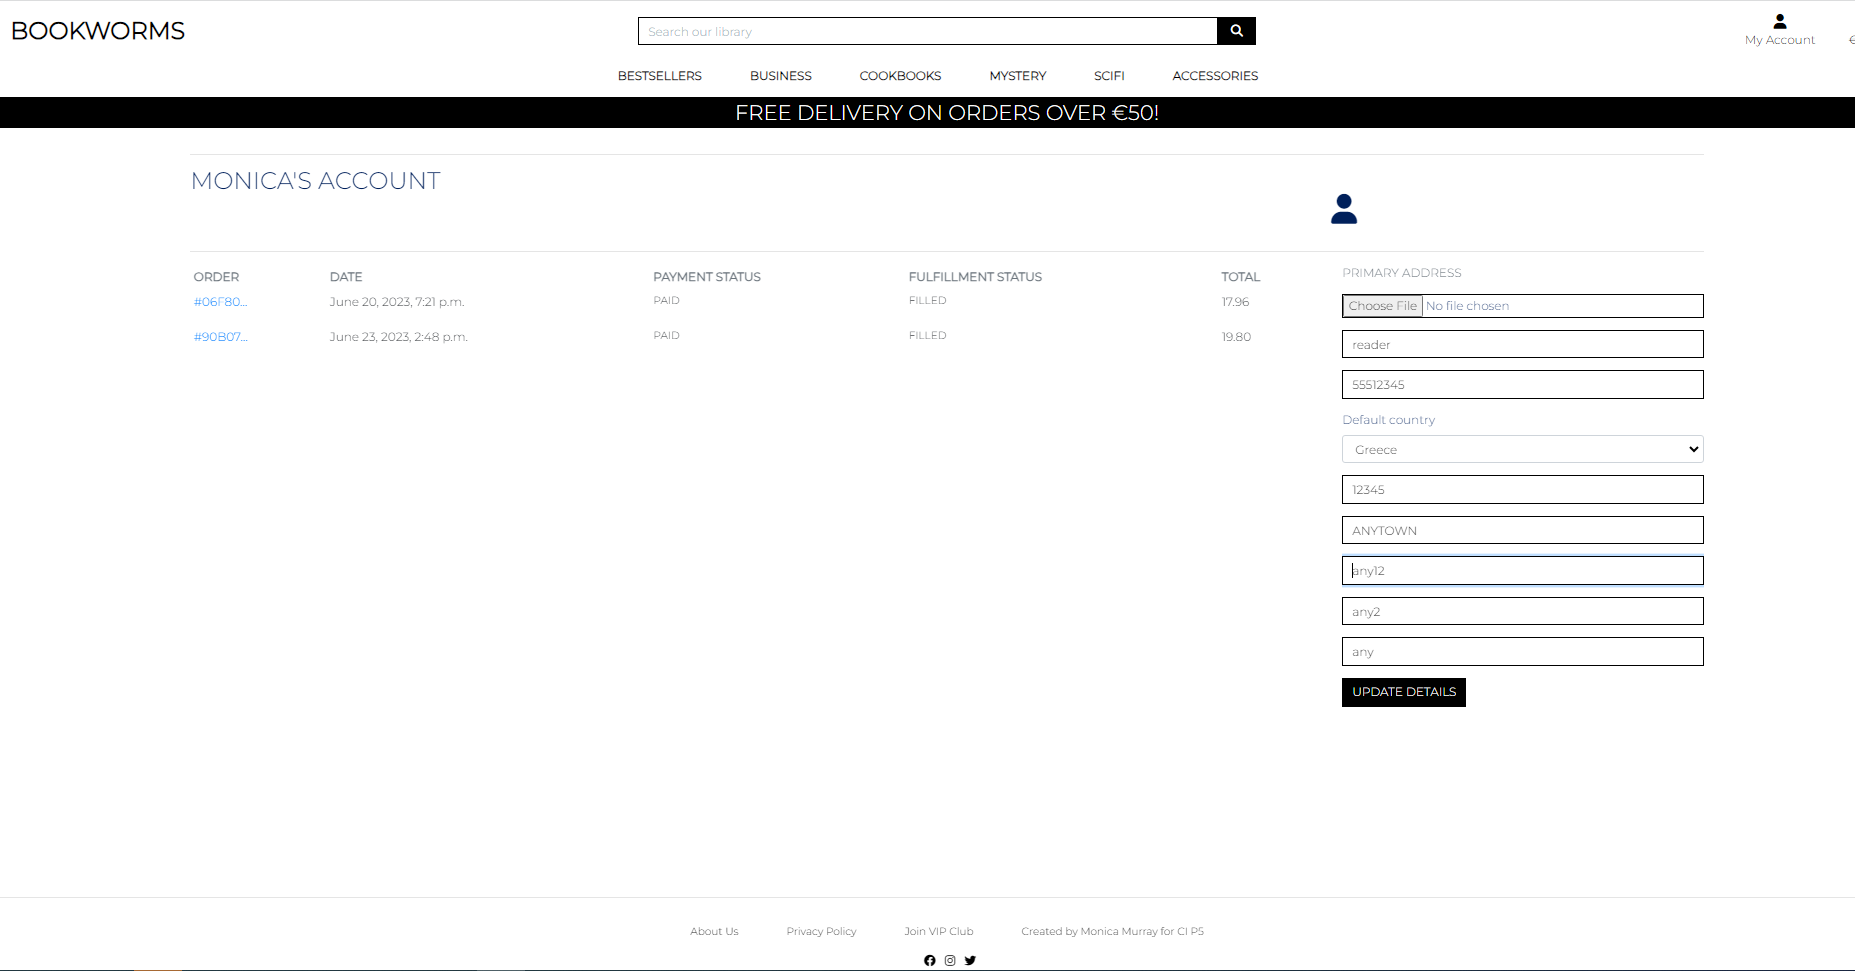 BOOKWORMS
Search our library
My Account
€
BESTSELLERS BUSINESS COOKBOOKS MYSTERY SCIFI ACCESSORIES
FREE DELIVERY ON ORDERS OVER €50!
MONICA'S ACCOUNT
ORDER DATE PAYMENT STATUS FULFILLMENT STATUS TOTAL
#06F80... June 20, 2023, 7:21 p.m. PAID FILLED 17.96
#90B07... June 23, 2023, 2:48 p.m. PAID FILLED 19.80
PRIMARY ADDRESS
Choose File No file chosen
reader
55512345
Default country
Greece
12345
ANYTOWN
any12
any2
any
UPDATE DETAILS
About Us Privacy Policy Join VIP Club Created by Monica Murray for CI P5